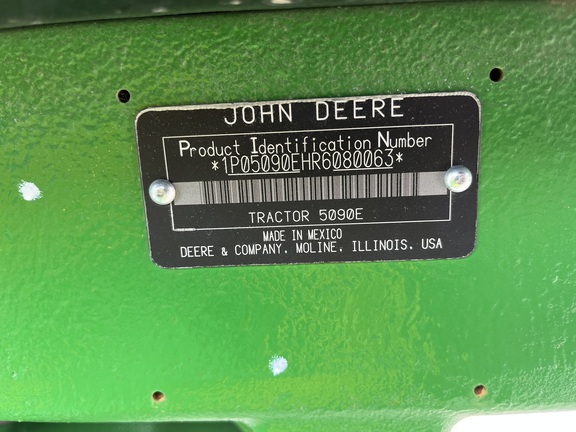 JOHN DEERE
Product Identification Number
*1P05090EHR6080063*
TRACTOR 5090E
MADE IN MEXICO
DEERE & COMPANY, MOLINE, ILLINOIS, USA